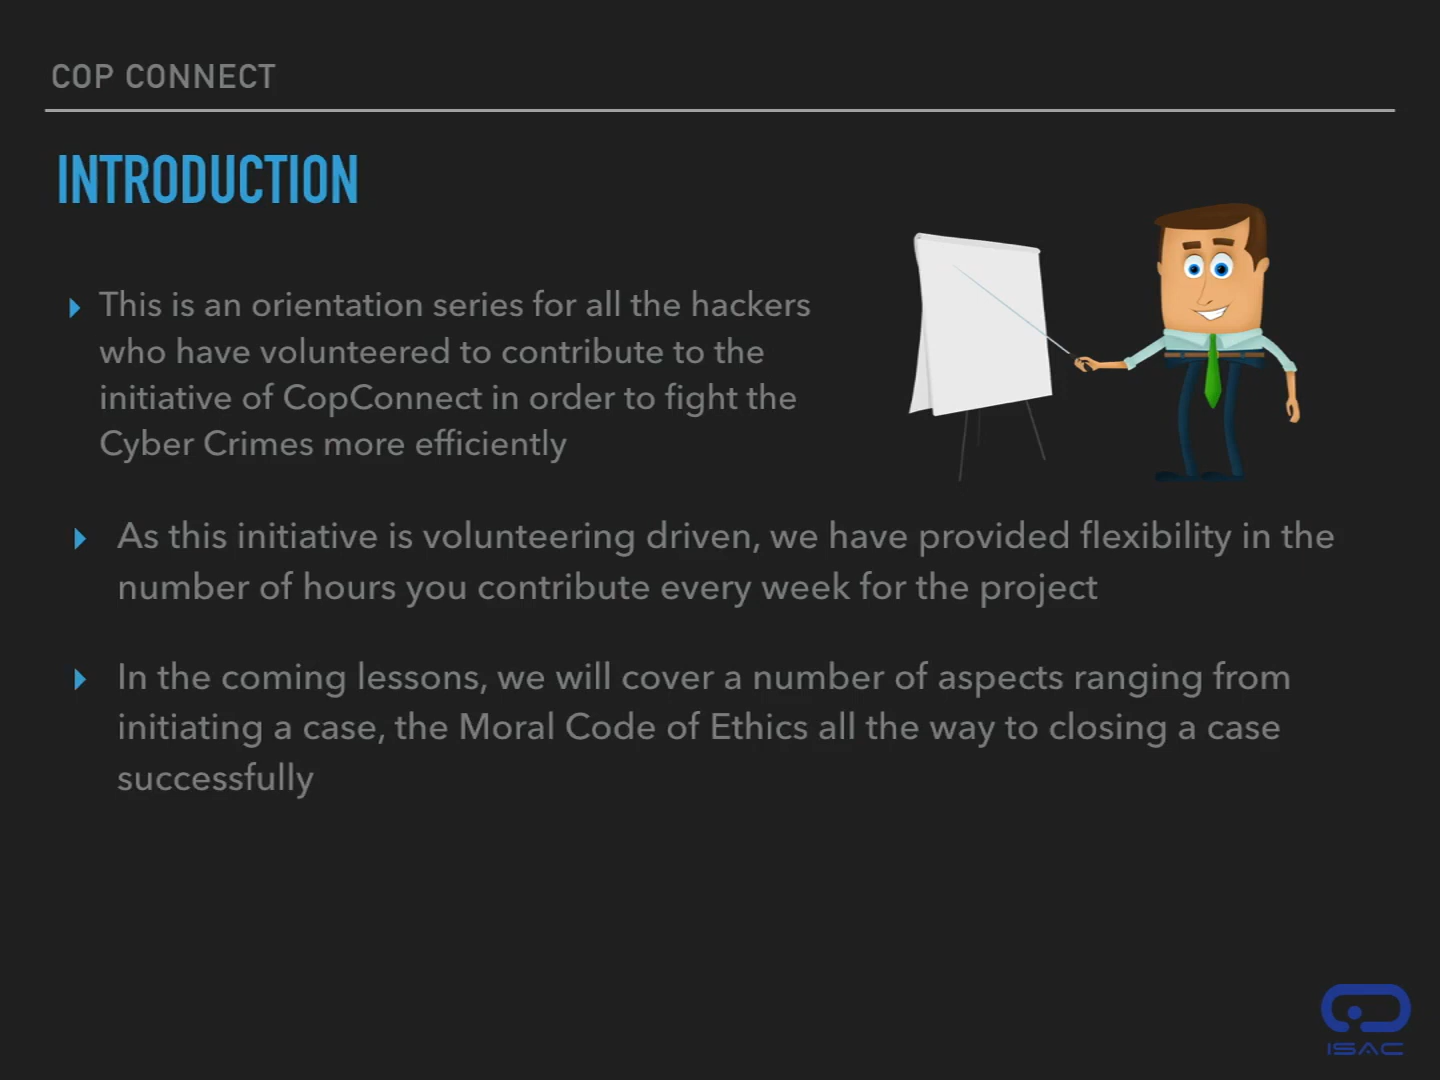 COP CONNECT
INTRODUCTION
This is an orientation series for all the hackers
who have volunteered to contribute to the
initiative of CopConnect in order to fight the
Cyber Crimes more efficiently
As this initiative is volunteering driven, we have provided flexibility in the
number of hours you contribute every week for the project
In the coming lessons, we will cover a number of aspects ranging from
initiating a case, the Moral Code of Ethics all the way to closing a case
successfully
ISAC